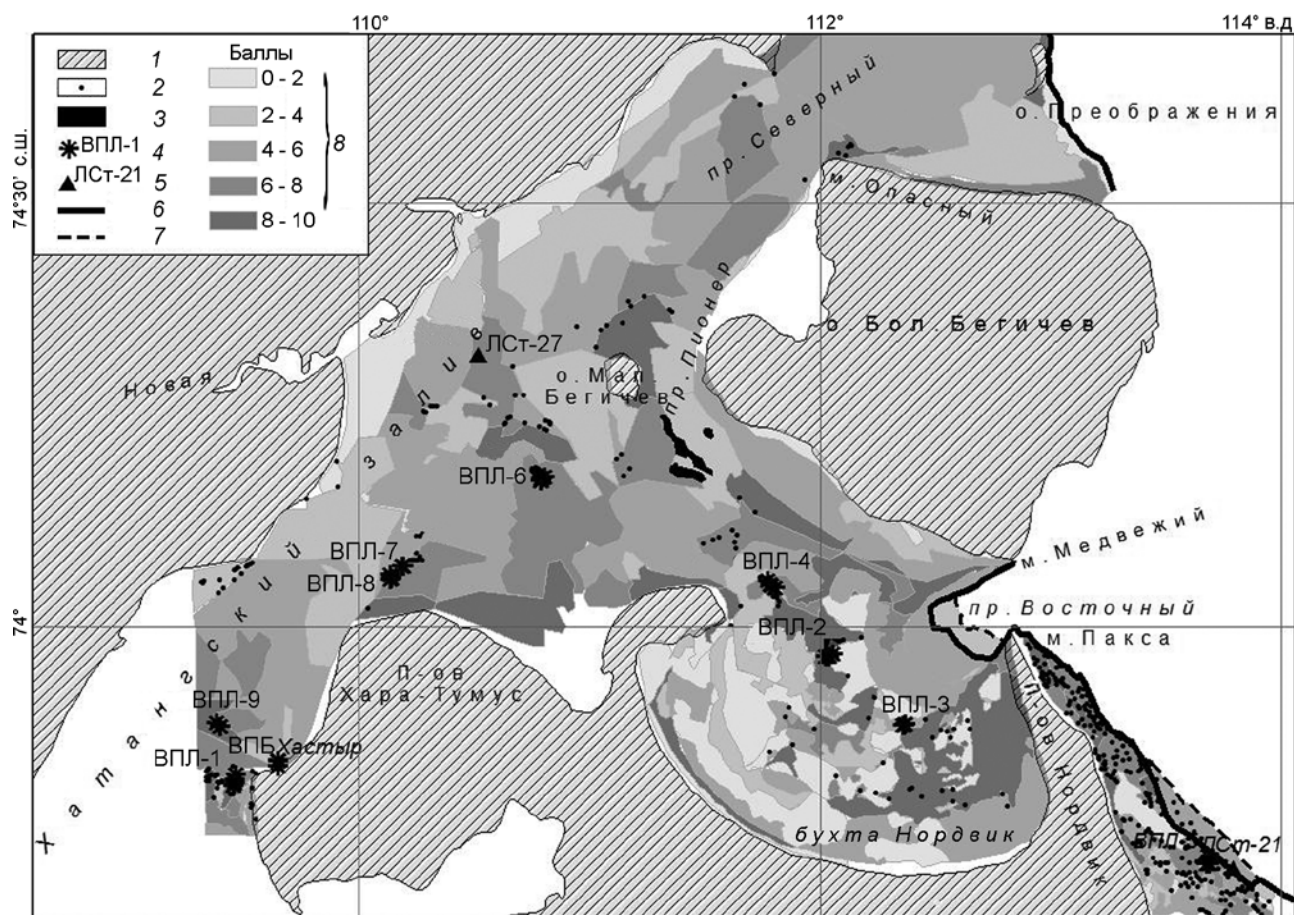 110°
112°
114° в.д
74°30' с.ш.
74°
1
2
3
ВПЛ-1
4
ЛСт-21
5
6
7
Баллы
0 - 2
2 - 4
4 - 6
6 - 8
8 - 10
8
о. Преображения
пр. Северный
м. Опасный
о. Бол. Бегичев
пр. Пионер
ЛСт-27
о. Мал.
Бегичев
Новая
Хатангский залив
ВПЛ-6
ВПЛ-7
ВПЛ-8
ВПЛ-4
ВПЛ-2
ВПЛ-3
м. Медвежий
пр. Восточный
м. Пакса
П-ов
Хара-Тумус
ВПЛ-9
ВПБ Хастыр
ВПЛ-1
бухта Нордвик
П-ов Нордвик
ЛСт-21